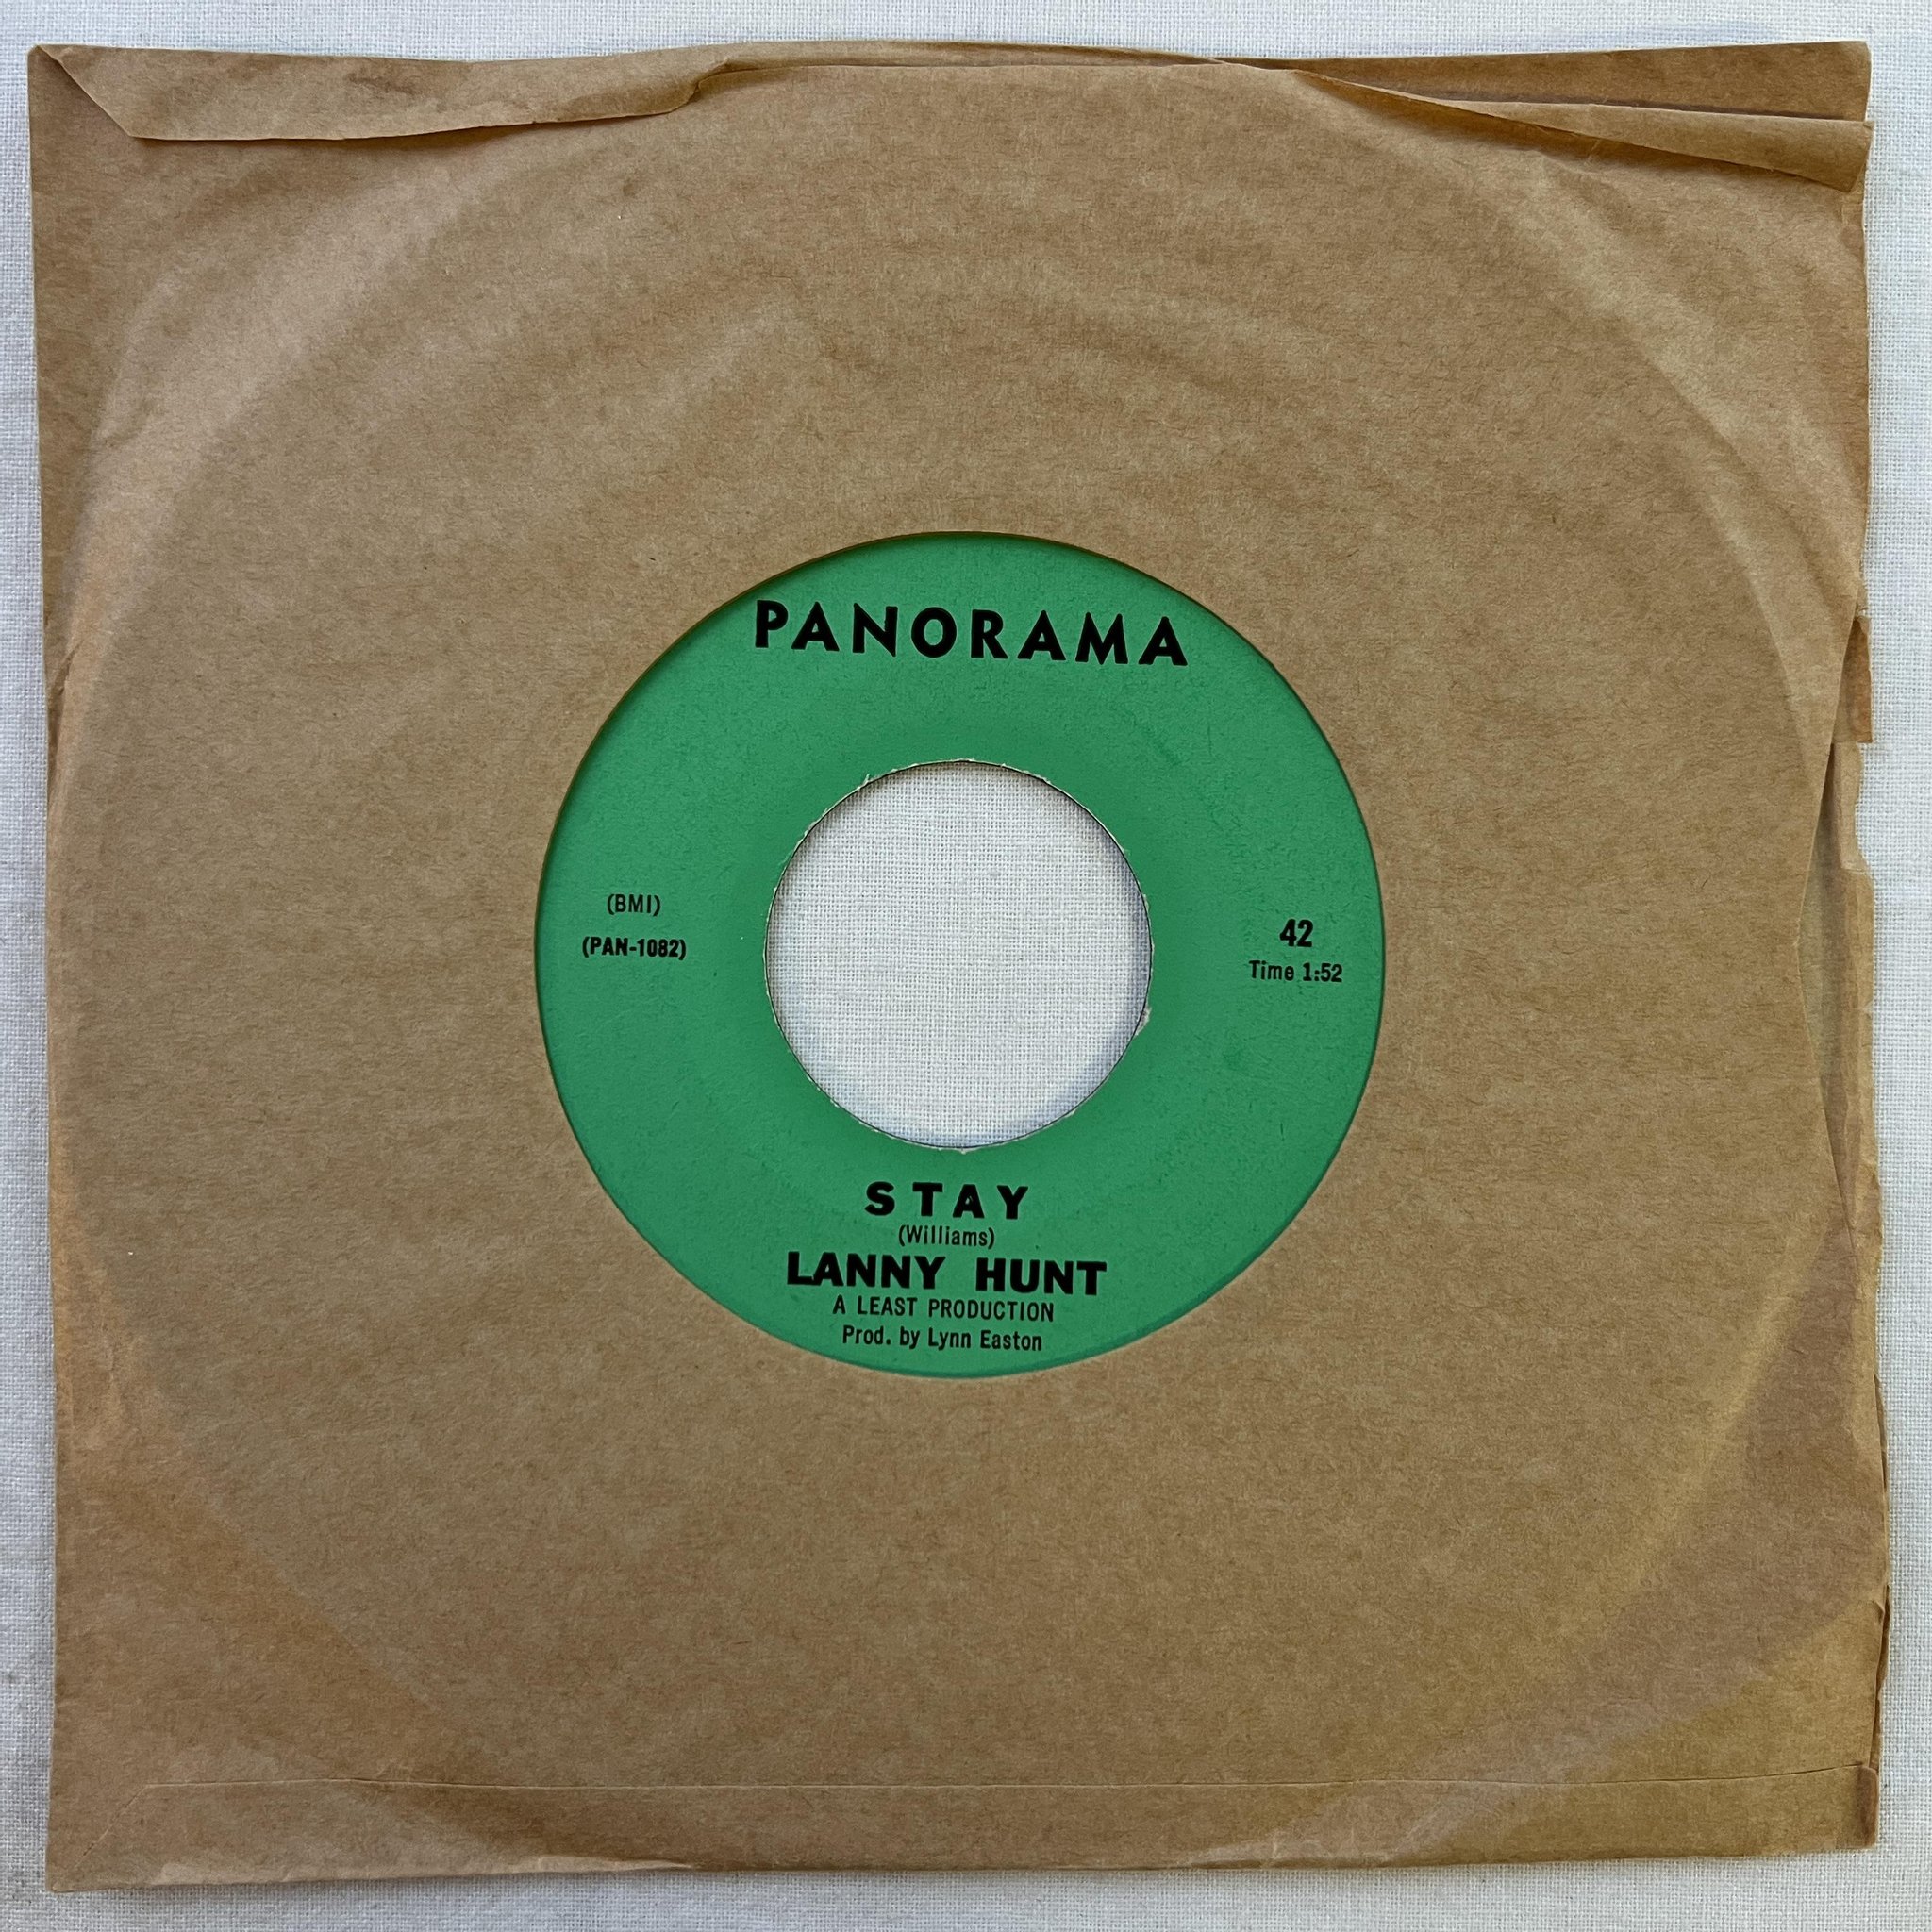 PANORAMA
(BMI)
(PAN-1082)
42
Time 1:52
STAY
(Williams)
LANNY HUNT
A LEAST PRODUCTION
Prod. by Lynn Easton